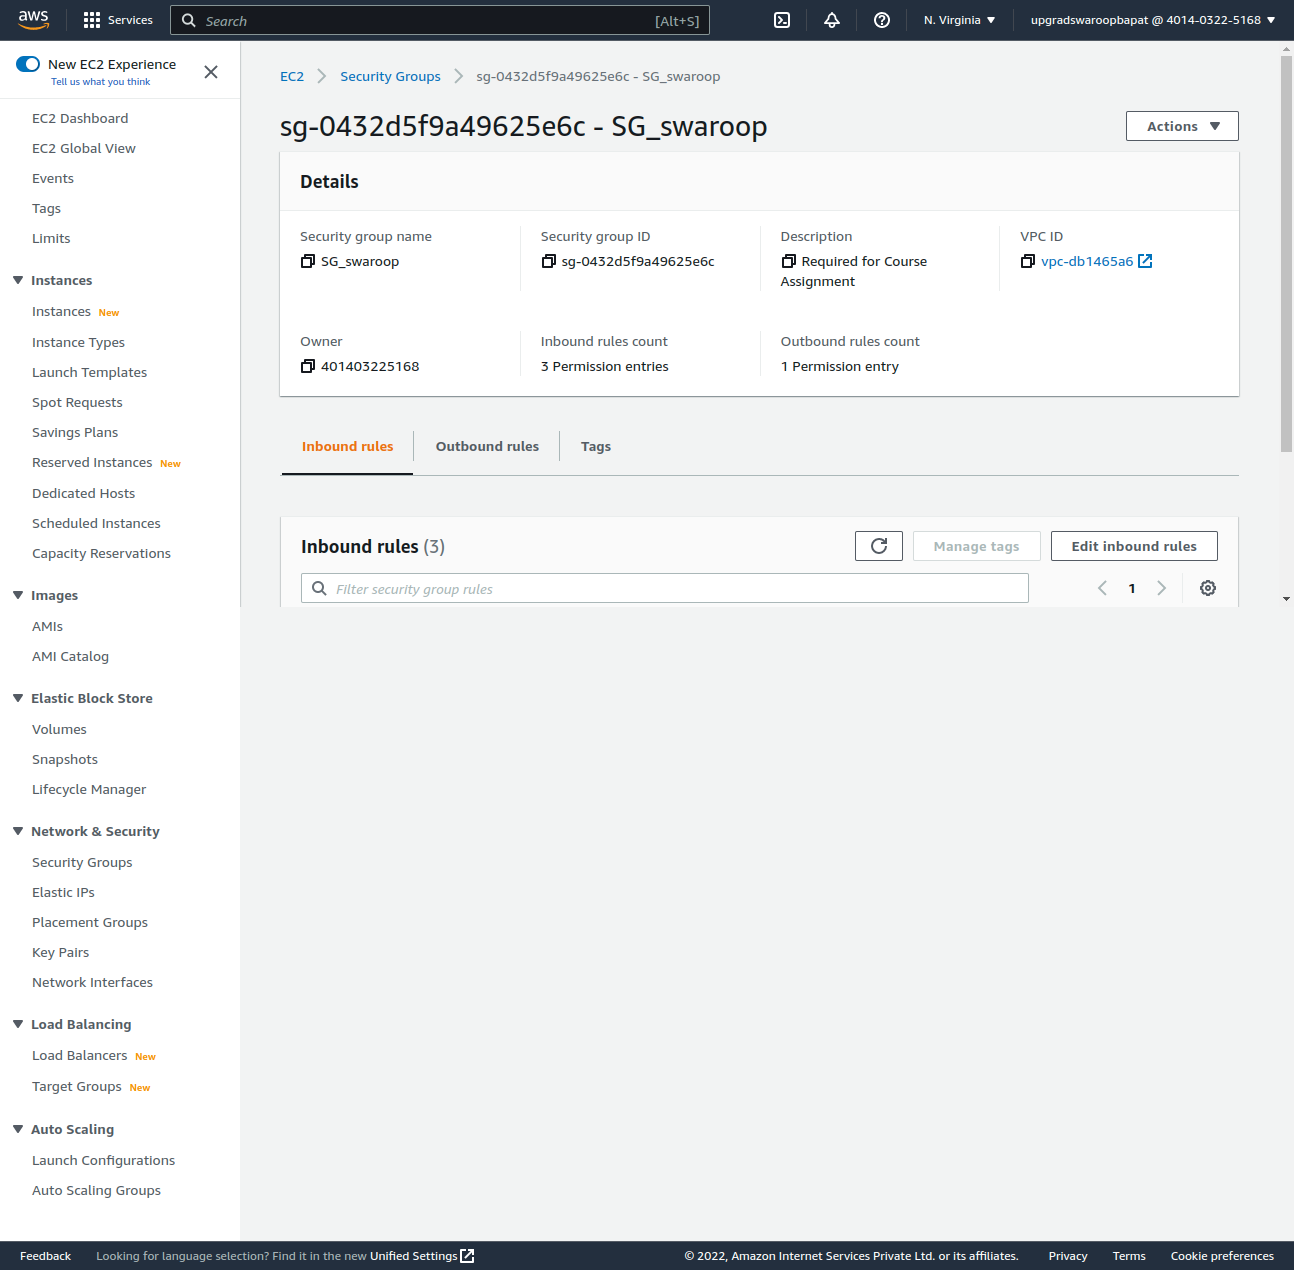 aws Services Search [Alt+S] N. Virginia upgradswaroopbapat @ 4014-0322-5168
New EC2 Experience
Tell us what you think
EC2 Dashboard
EC2 Global View
Events
Tags
Limits
Instances
Instances New
Instance Types
Launch Templates
Spot Requests
Savings Plans
Reserved Instances New
Dedicated Hosts
Scheduled Instances
Capacity Reservations
Images
AMIs
AMI Catalog
Elastic Block Store
Volumes
Snapshots
Lifecycle Manager
Network & Security
Security Groups
Elastic IPs
Placement Groups
Key Pairs
Network Interfaces
Load Balancing
Load Balancers New
Target Groups New
Auto Scaling
Launch Configurations
Auto Scaling Groups
EC2 Security Groups sg-0432d5f9a49625e6c - SG_swaroop
sg-0432d5f9a49625e6c - SG_swaroop
Actions
Details
Security group name
SG_swaroop
Security group ID
sg-0432d5f9a49625e6c
Description
Required for Course
Assignment
VPC ID
vpc-db1465a6
Owner
401403225168
Inbound rules count
3 Permission entries
Outbound rules count
1 Permission entry
Inbound rules Outbound rules Tags
Inbound rules (3) Manage tags Edit inbound rules
Filter security group rules 1
Feedback Looking for language selection? Find it in the new Unified Settings © 2022, Amazon Internet Services Private Ltd. or its affiliates. Privacy Terms Cookie preferences